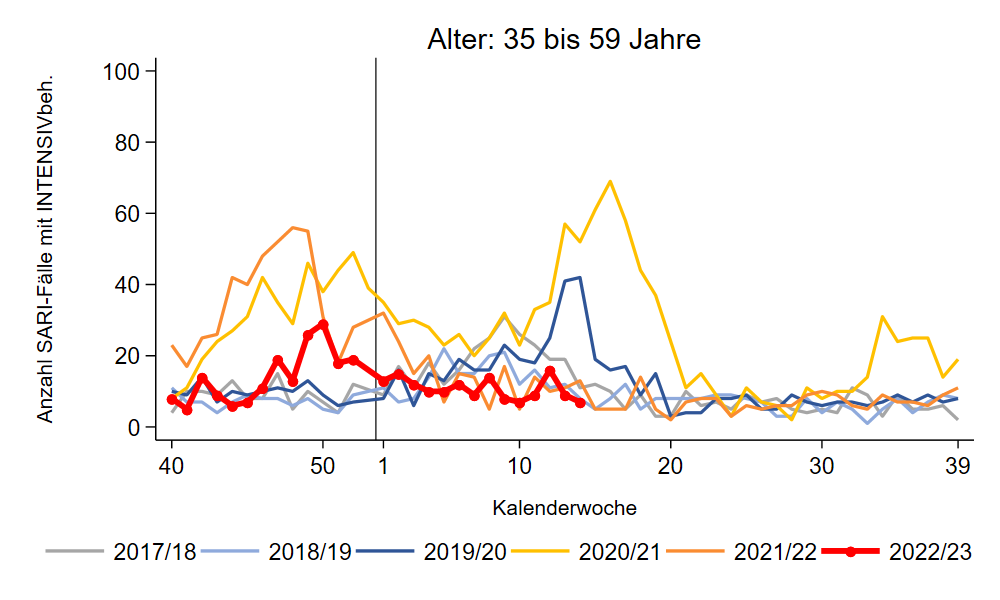 Alter: 35 bis 59 Jahre
Anzahl SARI-Fälle mit INTENSIVbeh.
100
80
60
40
20
0
40 50 1 10 20 30 39
Kalenderwoche
2017/18 2018/19 2019/20 2020/21 2021/22 2022/23